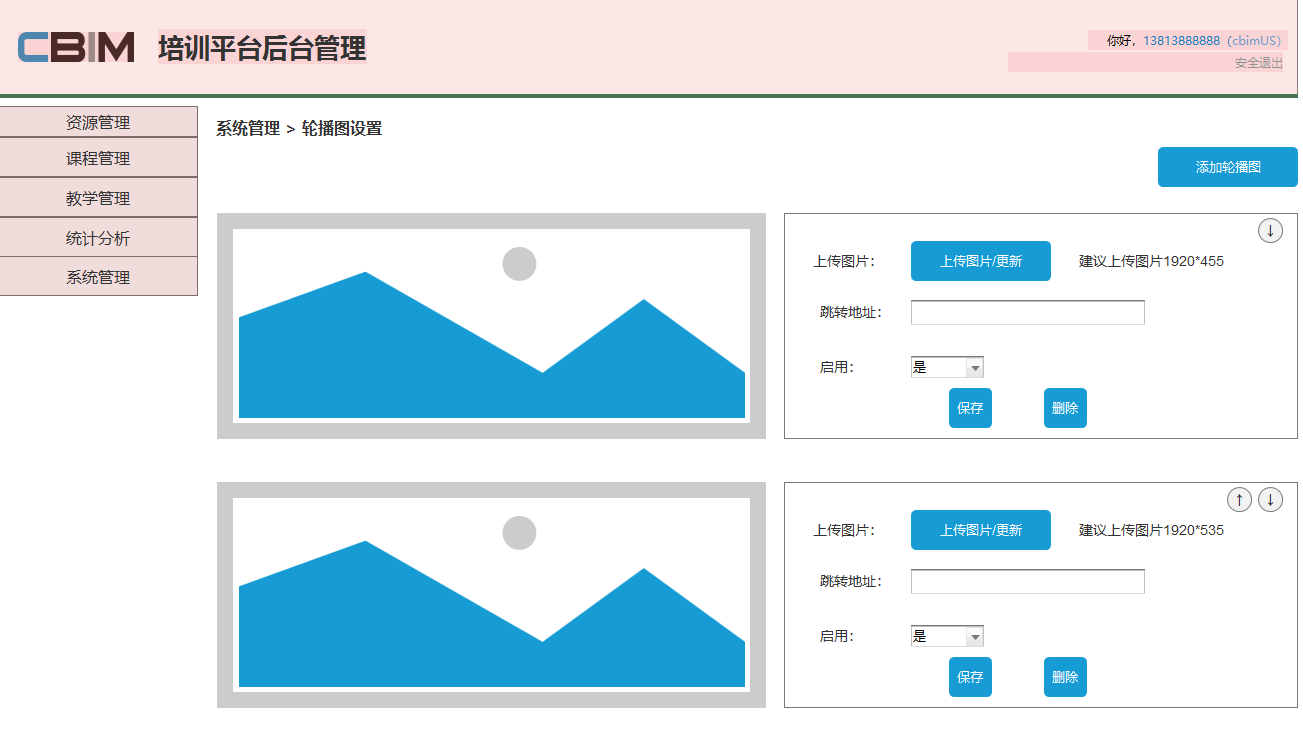 CBIM 培训平台后台管理
你好，13813888888（cbimUS）
安全退出
资源管理
课程管理
教学管理
统计分析
系统管理
系统管理 > 轮播图设置
添加轮播图
↓
上传图片： 上传图片/更新 建议上传图片1920*455
跳转地址：
启用： 是
保存 删除
↑ ↓
上传图片： 上传图片/更新 建议上传图片1920*535
跳转地址：
启用： 是
保存 删除